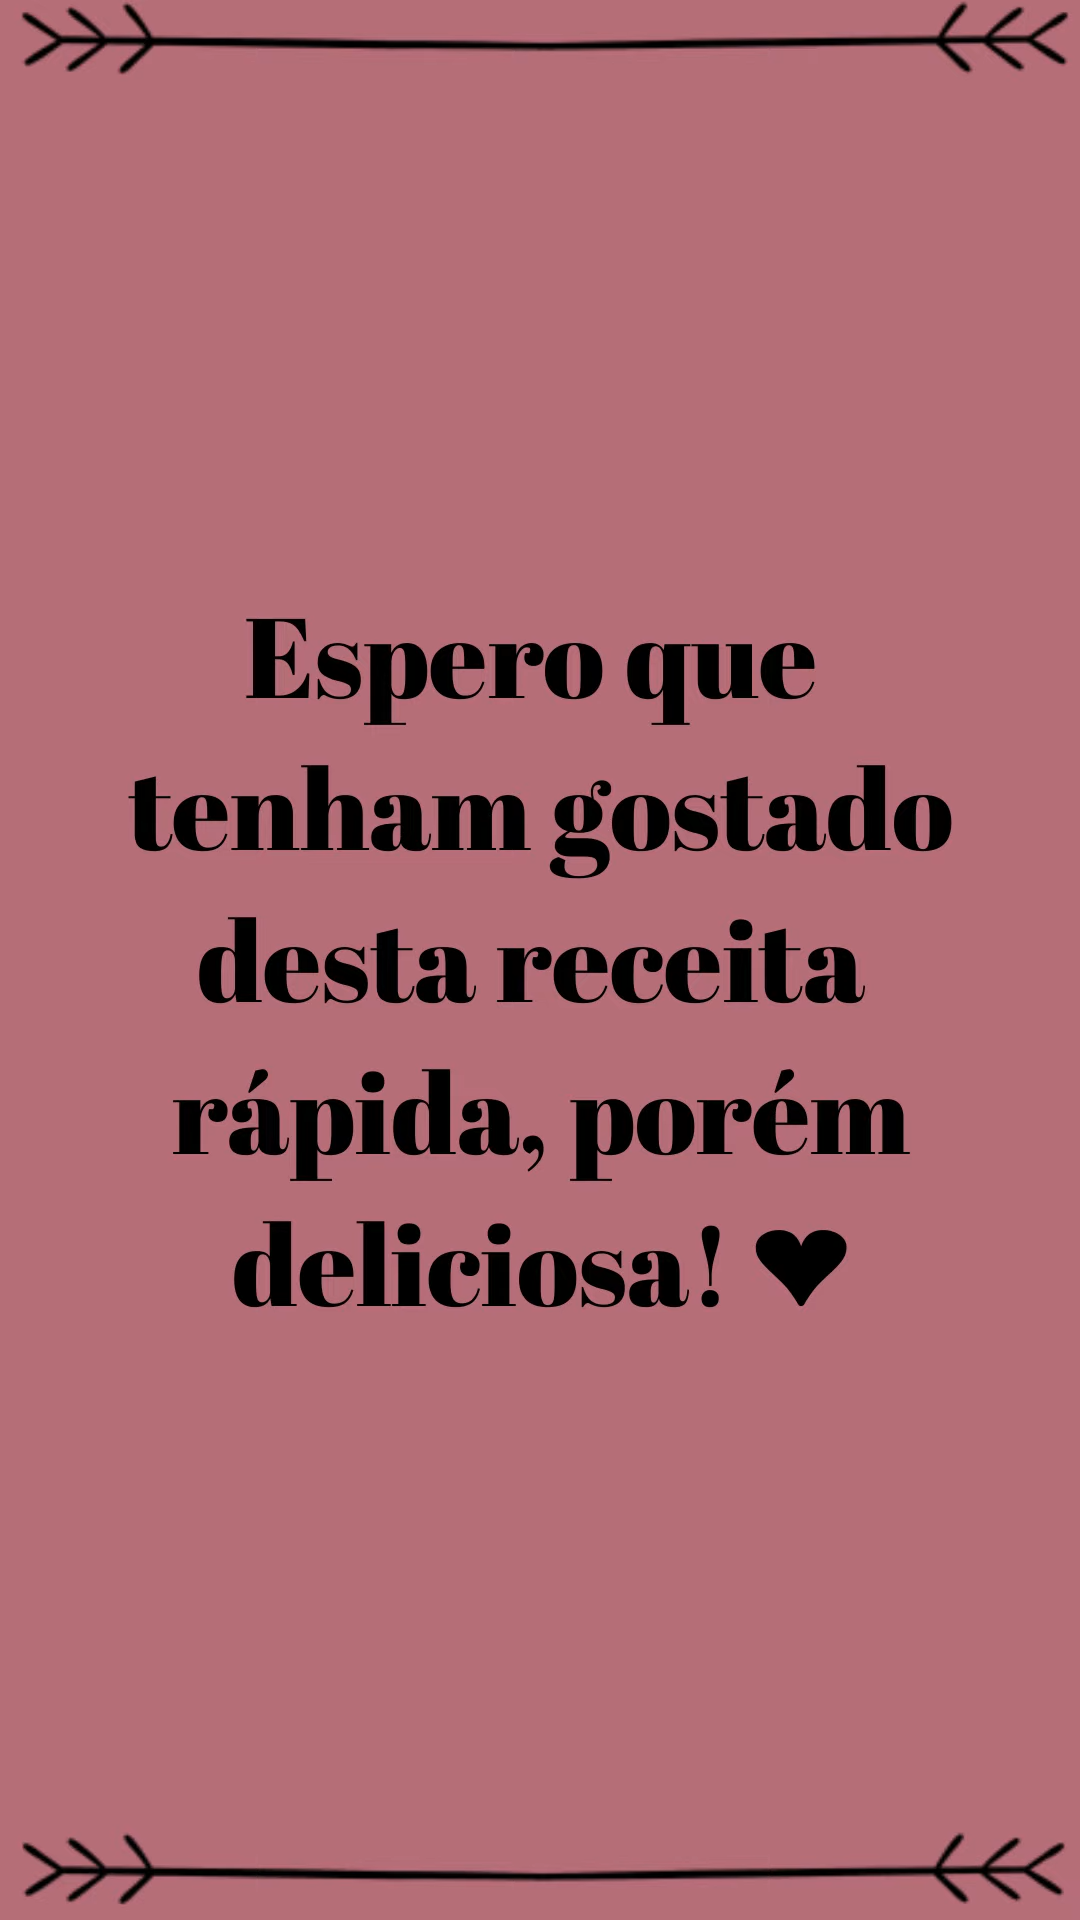 Espero que
tenham gostado
desta receita
rápida, porém
deliciosa! ♥